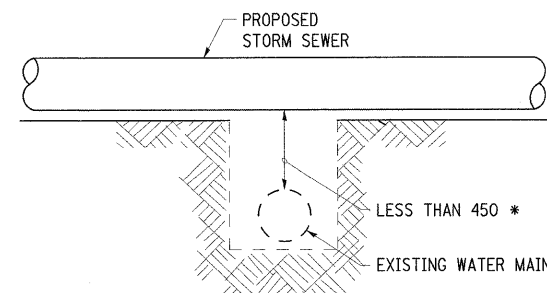 PROPOSED
STORM SEWER
LESS THAN 450 *
EXISTING WATER MAIN